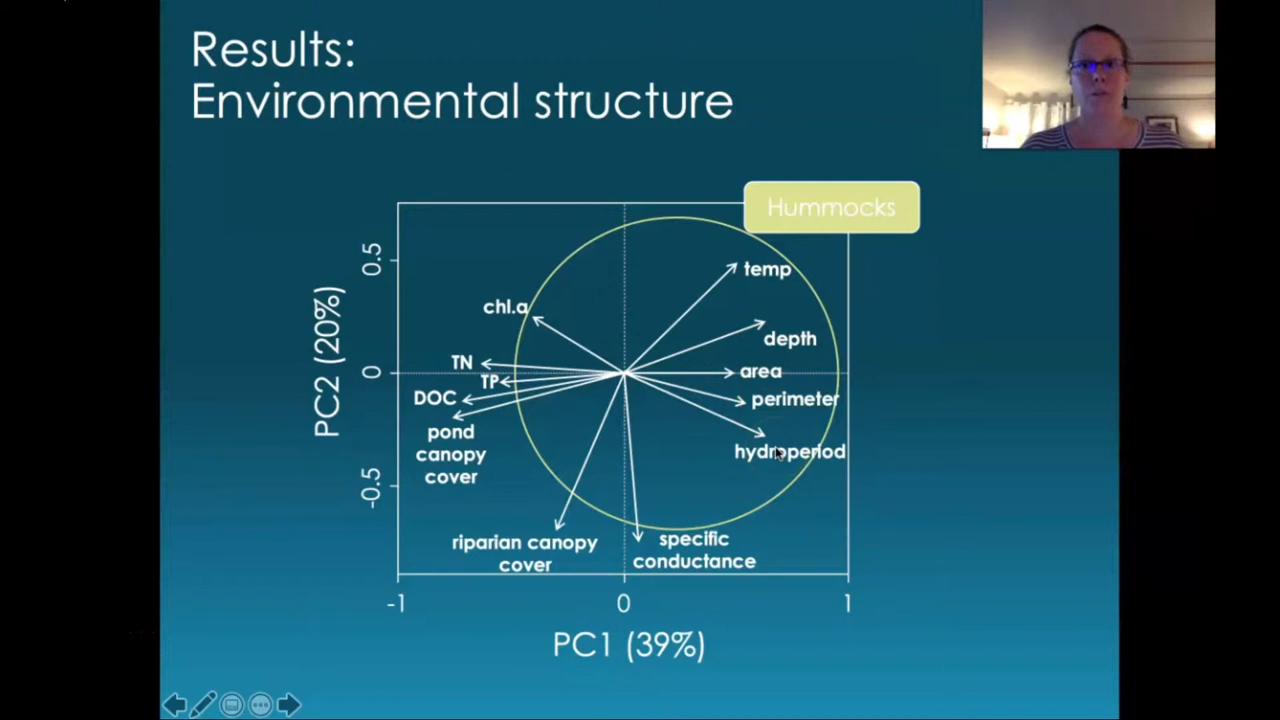 Results:
Environmental structure
Hummocks
temp
chl.a
depth
TN
area
TP
DOC
perimeter
pond
canopy
cover
hydroperiod
riparian canopy
cover
specific
conductance
PC2 (20%)
0.5
0
-0.5
-1
0
1
PC1 (39%)